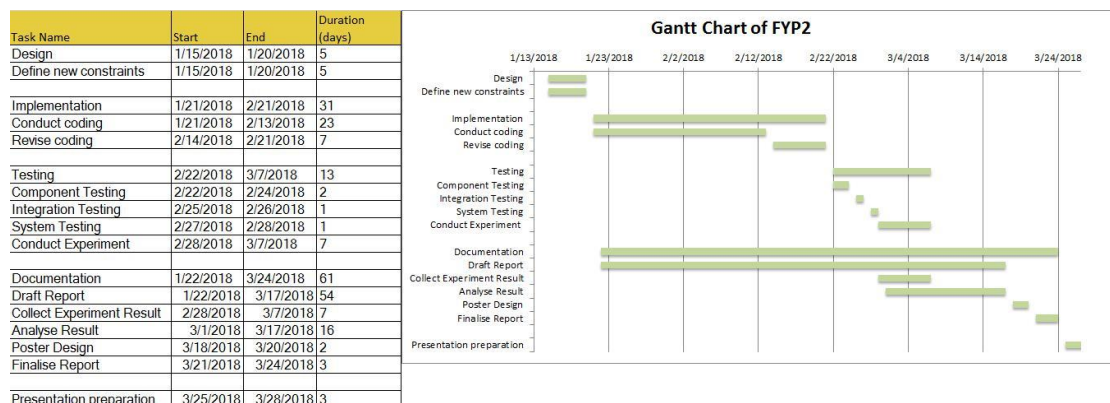 Task Name Start End Duration (days)
Design 1/15/2018 1/20/2018 5
Define new constraints 1/15/2018 1/20/2018 5
Implementation 1/21/2018 2/21/2018 31
Conduct coding 1/21/2018 2/13/2018 23
Revise coding 2/14/2018 2/21/2018 7
Testing 2/22/2018 3/7/2018 13
Component Testing 2/22/2018 2/24/2018 2
Integration Testing 2/25/2018 2/26/2018 1
System Testing 2/27/2018 2/28/2018 1
Conduct Experiment 2/28/2018 3/7/2018 7
Documentation 1/22/2018 3/24/2018 61
Draft Report 1/22/2018 3/17/2018 54
Collect Experiment Result 2/28/2018 3/7/2018 7
Analyse Result 3/1/2018 3/17/2018 16
Poster Design 3/18/2018 3/20/2018 2
Finalise Report 3/21/2018 3/24/2018 3
Presentation preparation 3/25/2018 3/28/2018 3
Gantt Chart of FYP2
1/13/2018 1/23/2018 2/2/2018 2/12/2018 2/22/2018 3/4/2018 3/14/2018 3/24/2018
Design
Define new constraints
Implementation
Conduct coding
Revise coding
Testing
Component Testing
Integration Testing
System Testing
Conduct Experiment
Documentation
Draft Report
Collect Experiment Result
Analyse Result
Poster Design
Finalise Report
Presentation preparation